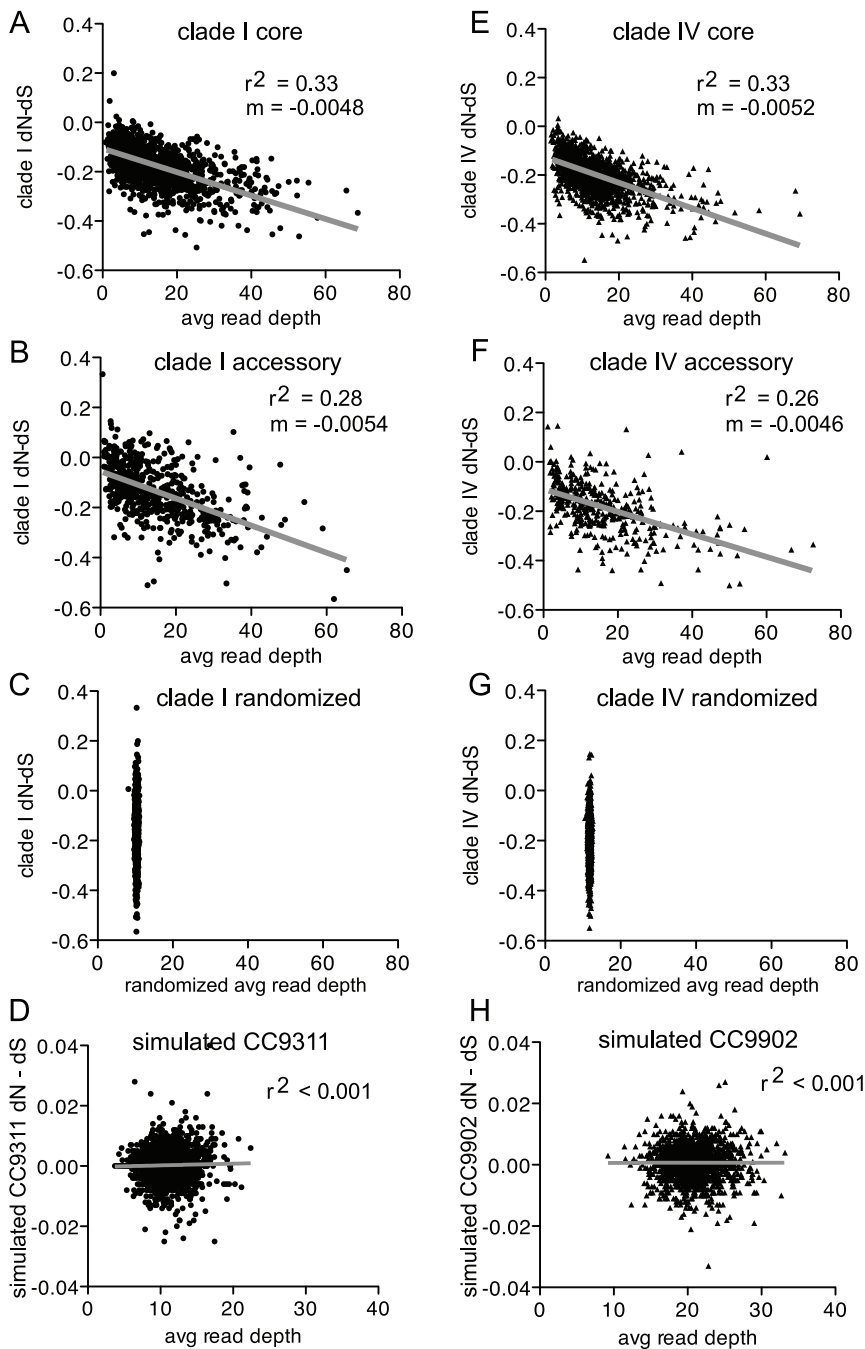 A
clade I core
r2 = 0.33
m = -0.0048
clade I dN-dS
0.4
0.2
0.0
-0.2
-0.4
-0.6
0 20 40 60 80
avg read depth
B
clade I accessory
r2 = 0.28
m = -0.0054
clade I dN-dS
0.4
0.2
0.0
-0.2
-0.4
-0.6
0 20 40 60 80
avg read depth
C
clade I randomized
clade I dN-dS
0.4
0.2
0.0
-0.2
-0.4
-0.6
0 20 40 60 80
randomized avg read depth
D
simulated CC9311
r2 < 0.001
simulated CC9311 dN - dS
0.04
0.02
0.00
-0.02
-0.04
0 10 20 30 40
avg read depth
E
clade IV core
r2 = 0.33
m = -0.0052
clade IV dN-dS
0.4
0.2
-0.0
-0.2
-0.4
-0.6
0 20 40 60 80
avg read depth
F
clade IV accessory
r2 = 0.26
m = -0.0046
clade IV dN-dS
0.4
0.2
0.0
-0.2
-0.4
-0.6
0 20 40 60 80
avg read depth
G
clade IV randomized
clade IV dN-dS
0.4
0.2
-0.0
-0.2
-0.4
-0.6
0 20 40 60 80
randomized avg read depth
H
simulated CC9902
r2 < 0.001
simulated CC9902 dN - dS
0.04
0.02
0.00
-0.02
-0.04
0 10 20 30 40
avg read depth